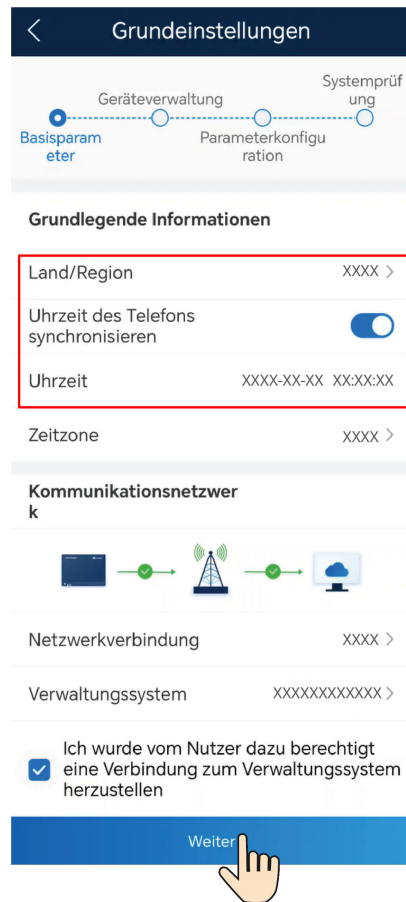 Grundeinstellungen
Systemprüf
ung
Geräteverwaltung
Basisparam
eter
Parameterkonfigu
ration
Grundlegende Informationen
Land/Region XXXX >
Uhrzeit des Telefons
synchronisieren
Uhrzeit XXXX-XX-XX XX:XX:XX
Zeitzone XXXX >
Kommunikationsnetzwer
k
Netzwerkverbindung XXXX >
Verwaltungssystem XXXXXXXXXXXX >
Ich wurde vom Nutzer dazu berechtigt
eine Verbindung zum Verwaltungssystem
herzustellen
Weiter